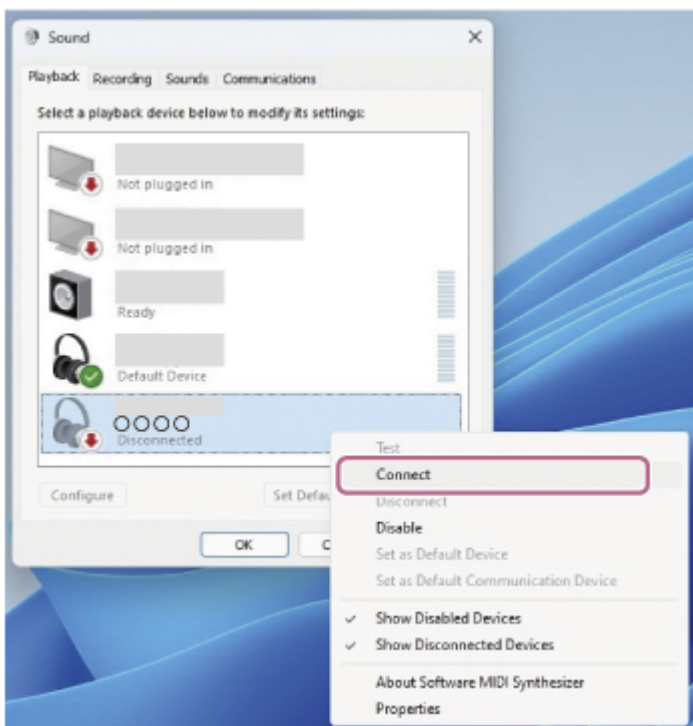 Sound
Playback Recording Sounds Communications
Select a playback device below to modify its settings:
Not plugged in
Not plugged in
Ready
Default Device
○○○○
Disconnected
Configure
Set Defau
OK
C
Test
Connect
Disconnect
Disable
Set as Default Device
Set as Default Communication Device
Show Disabled Devices
Show Disconnected Devices
About Software MIDI Synthesizer
Properties